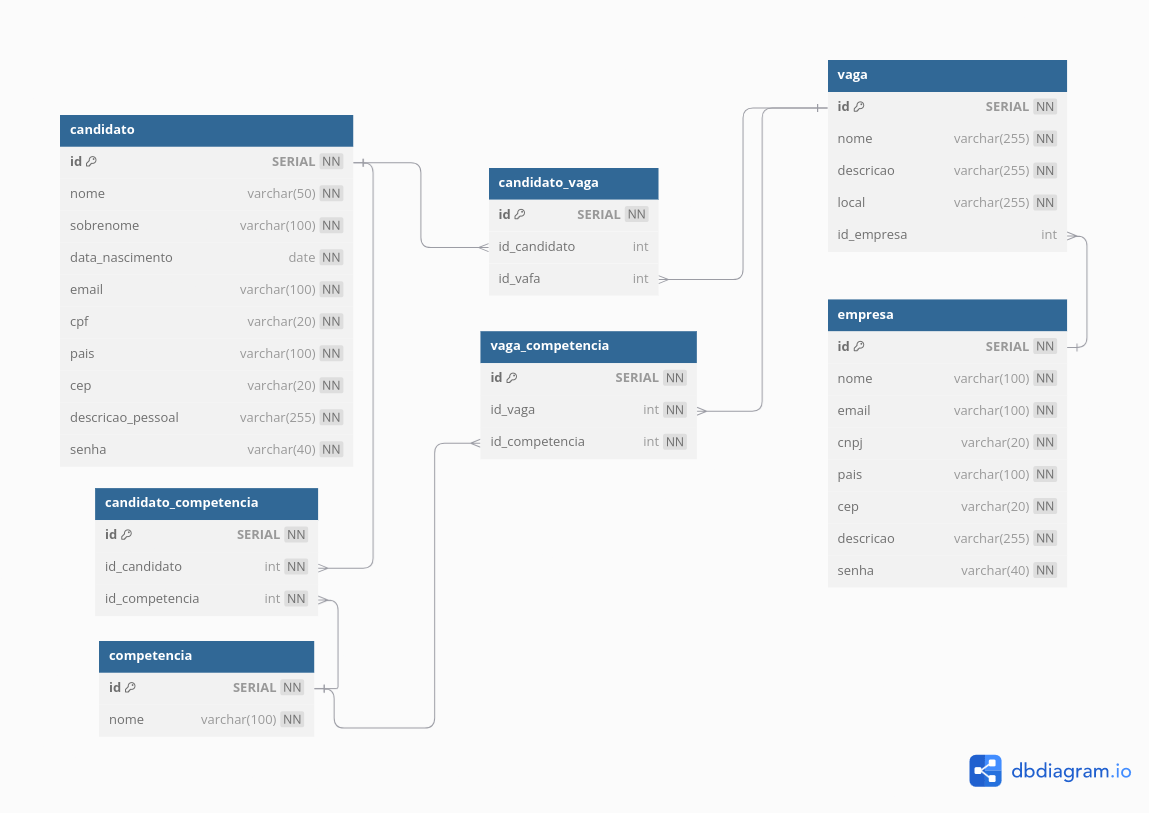 candidato
id SERIAL NN
nome varchar(50) NN
sobrenome varchar(100) NN
data_nascimento date NN
email varchar(100) NN
cpf varchar(20) NN
pais varchar(100) NN
cep varchar(20) NN
descricao_pessoal varchar(255) NN
senha varchar(40) NN
candidato_competencia
id SERIAL NN
id_candidato int NN
id_competencia int NN
competencia
id SERIAL NN
nome varchar(100) NN
candidato_vaga
id SERIAL NN
id_candidato int
id_vafa int
vaga_competencia
id SERIAL NN
id_vaga int NN
id_competencia int NN
vaga
id SERIAL NN
nome varchar(255) NN
descricao varchar(255) NN
local varchar(255) NN
id_empresa int
empresa
id SERIAL NN
nome varchar(100) NN
email varchar(100) NN
cnpj varchar(20) NN
pais varchar(100) NN
cep varchar(20) NN
descricao varchar(255) NN
senha varchar(40) NN
dbdiagram.io